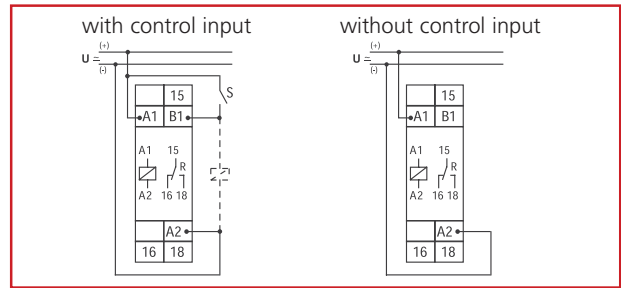 with control input
without control input
(+)
U
(-)
S
15
A1 B1
A1 15
R
A2 16 18
A2
16 18
(+)
U
(-)
15
A1 B1
A1 15
R
A2 16 18
A2
16 18